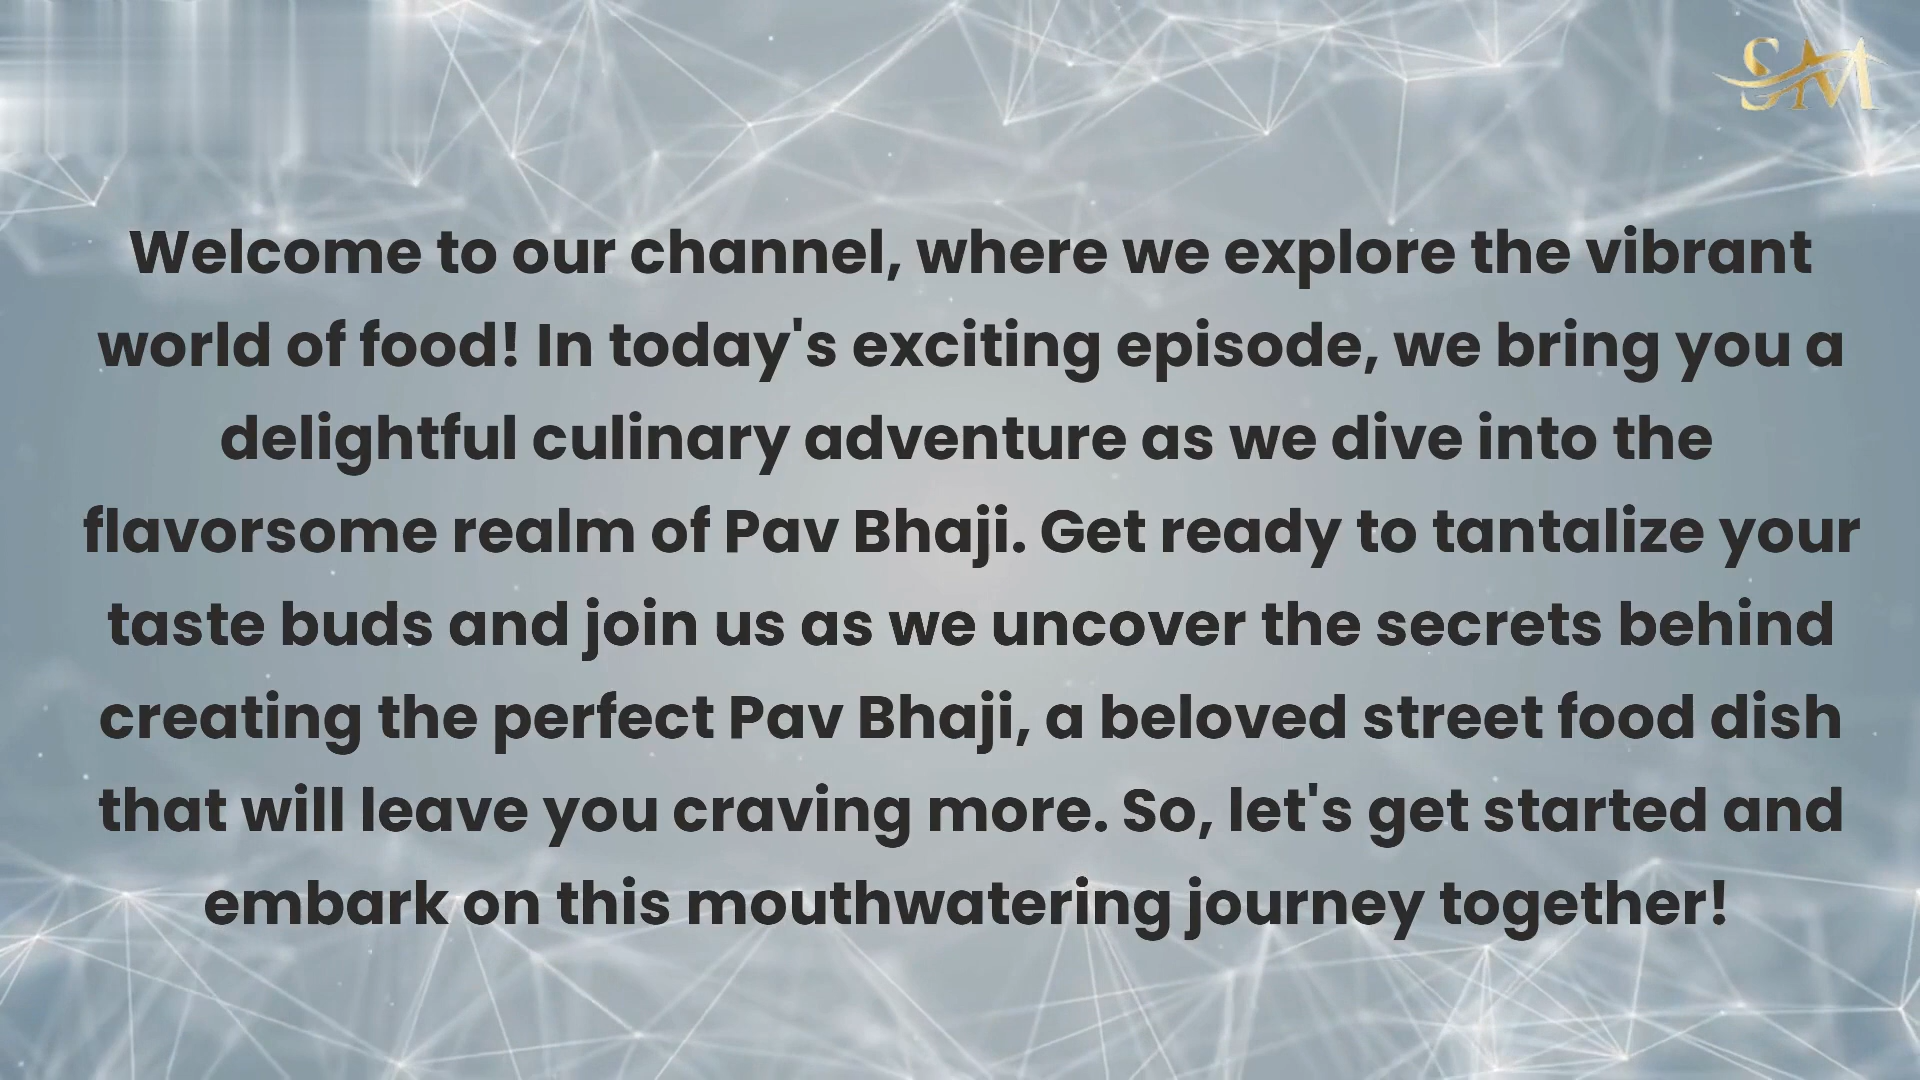 SM
Welcome to our channel, where we explore the vibrant
world of food! In today's exciting episode, we bring you a
delightful culinary adventure as we dive into the
flavorsome realm of Pav Bhaji. Get ready to tantalize your
taste buds and join us as we uncover the secrets behind
creating the perfect Pav Bhaji, a beloved street food dish
that will leave you craving more. So, let's get started and
embark on this mouthwatering journey together!